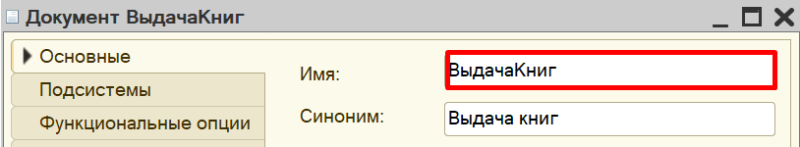 Документ ВыдачаКниг
Основные
Имя:
ВыдачаКниг
Подсистемы
Синоним:
Выдача книг
Функциональные опции